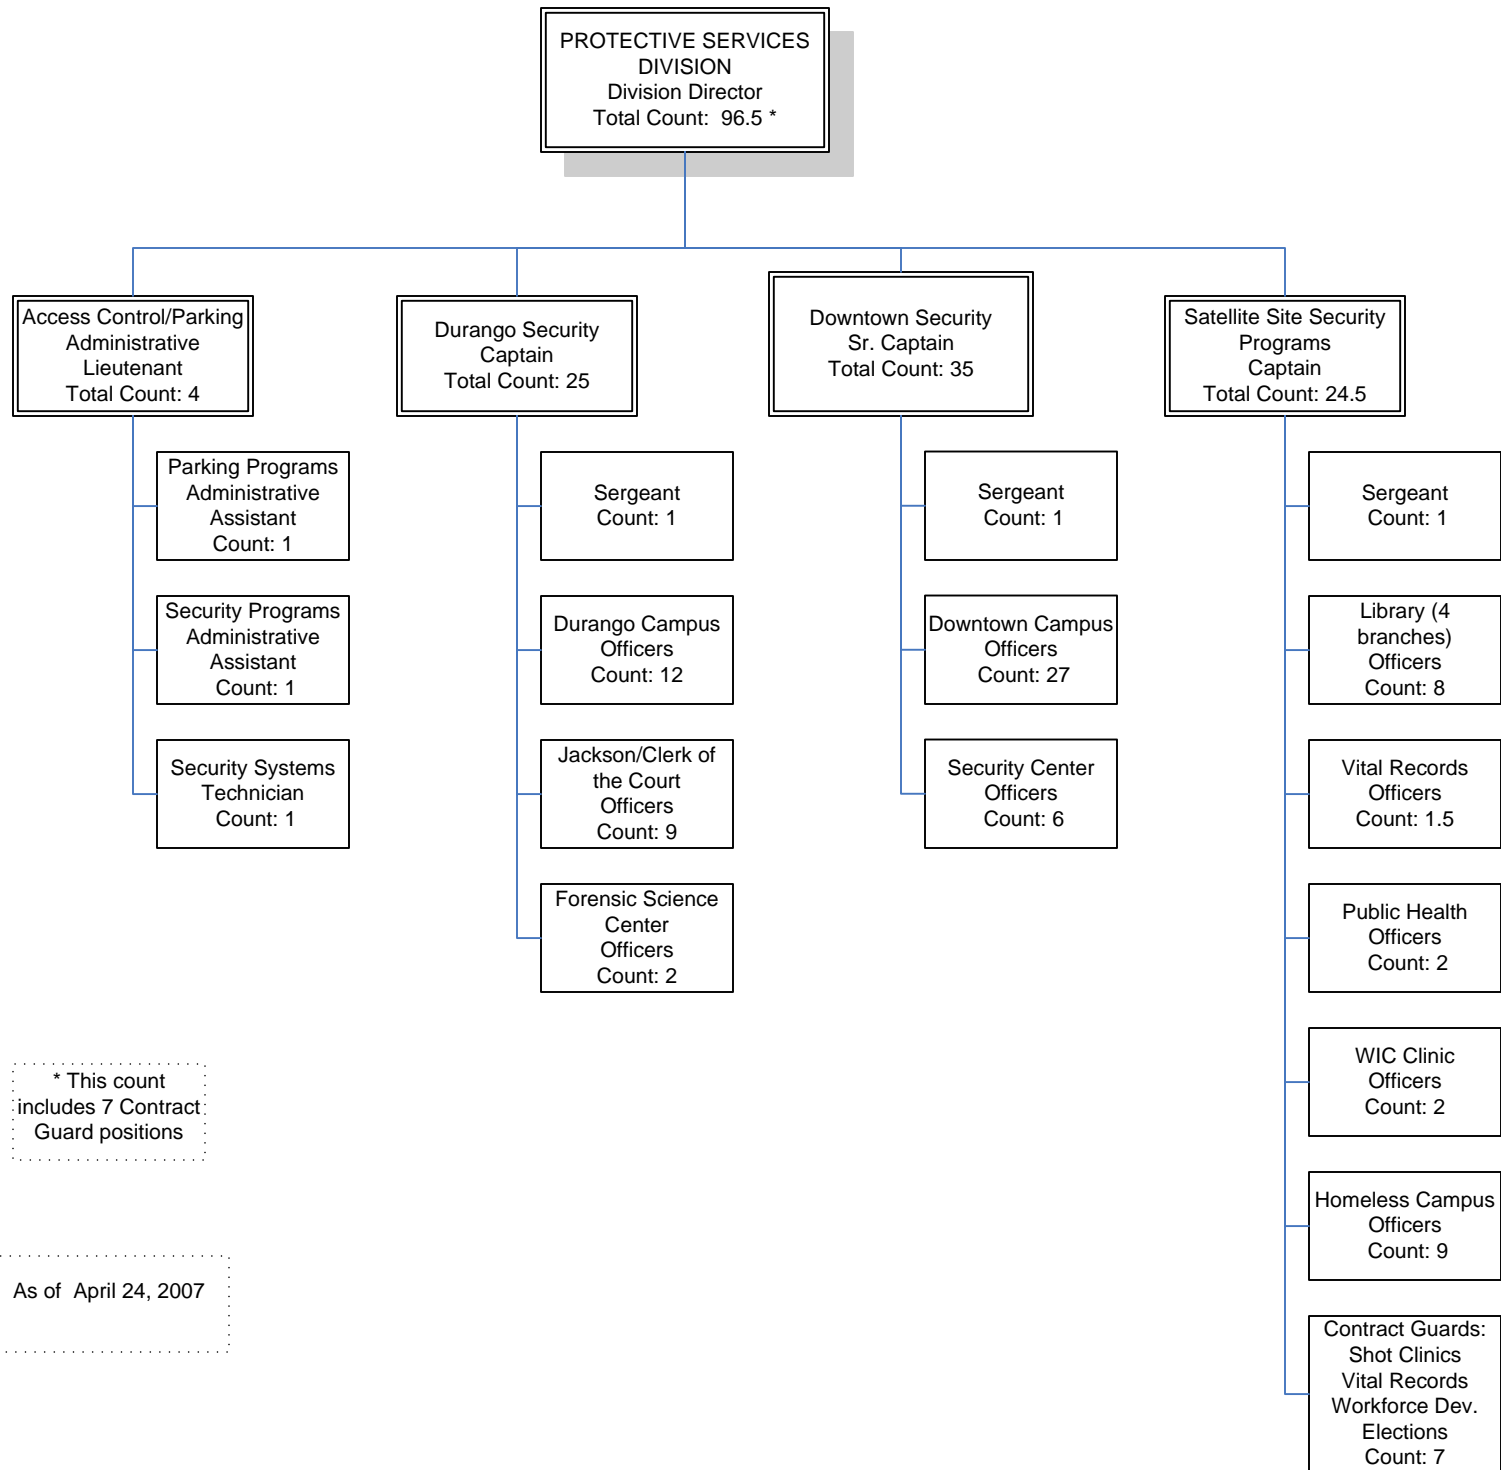 PROTECTIVE SERVICES
DIVISION
Division Director
Total Count: 96.5 *
Access Control/Parking
Administrative
Lieutenant
Total Count: 4
Parking Programs
Administrative
Assistant
Count: 1
Security Programs
Administrative
Assistant
Count: 1
Security Systems
Technician
Count: 1
Durango Security
Captain
Total Count: 25
Sergeant
Count: 1
Durango Campus
Officers
Count: 12
Jackson/Clerk of
the Court
Officers
Count: 9
Forensic Science
Center
Officers
Count: 2
Downtown Security
Sr. Captain
Total Count: 35
Sergeant
Count: 1
Downtown Campus
Officers
Count: 27
Security Center
Officers
Count: 6
Satellite Site Security
Programs
Captain
Total Count: 24.5
Sergeant
Count: 1
Library (4
branches)
Officers
Count: 8
Vital Records
Officers
Count: 1.5
Public Health
Officers
Count: 2
WIC Clinic
Officers
Count: 2
Homeless Campus
Officers
Count: 9
Contract Guards:
Shot Clinics
Vital Records
Workforce Dev.
Elections
Count: 7
* This count
includes 7 Contract
Guard positions
As of April 24, 2007